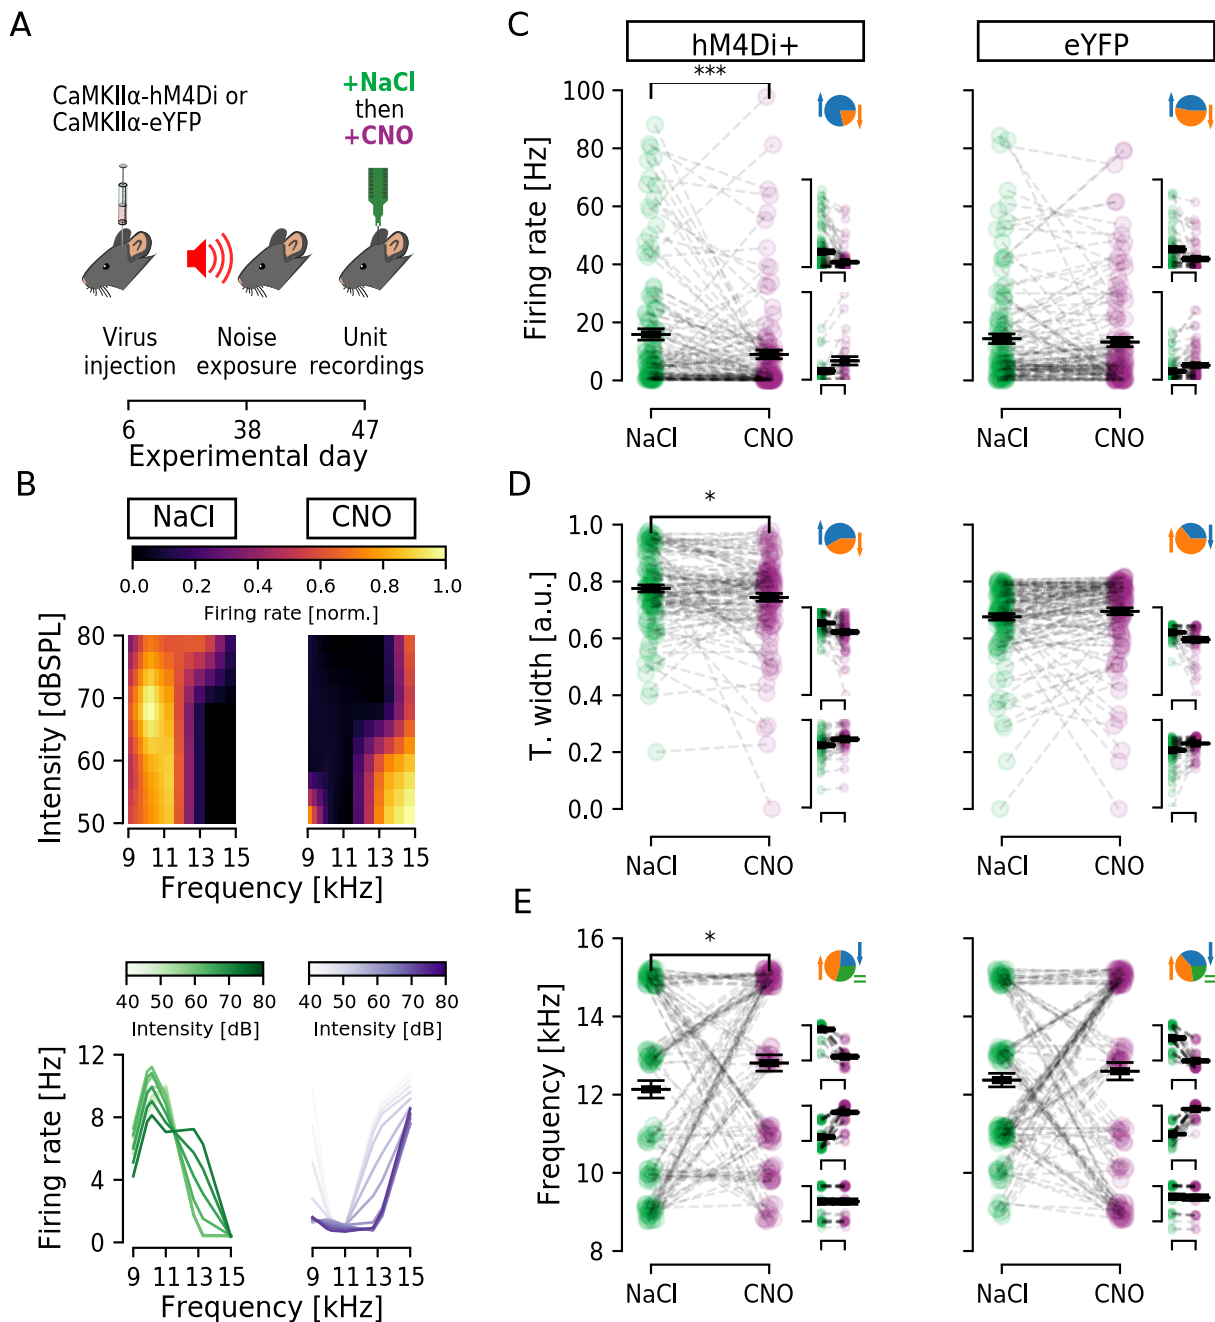 A
CaMKIIα-hM4Di or
CaMKIIα-eYFP
+NaCl
then
+CNO
Virus
injection
Noise
exposure
Unit
recordings
6 38 47
Experimental day
B
NaCl CNO
0.0 0.2 0.4 0.6 0.8 1.0
Firing rate [norm.]
Intensity [dBSPL]
80
70
60
50
9 11 13 15
9 11 13 15
Frequency [kHz]
40 50 60 70 80
Intensity [dB]
40 50 60 70 80
Intensity [dB]
Firing rate [Hz]
12
8
4
0
9 11 13 15
9 11 13 15
Frequency [kHz]
C
hM4Di+ eYFP
***
Firing rate [Hz]
100
80
60
40
20
0
NaCl CNO
NaCl CNO
D
*
T. width [a.u.]
1.0
0.8
0.6
0.4
0.2
0.0
NaCl CNO
NaCl CNO
E
*
Frequency [kHz]
16
14
12
10
8
NaCl CNO
NaCl CNO